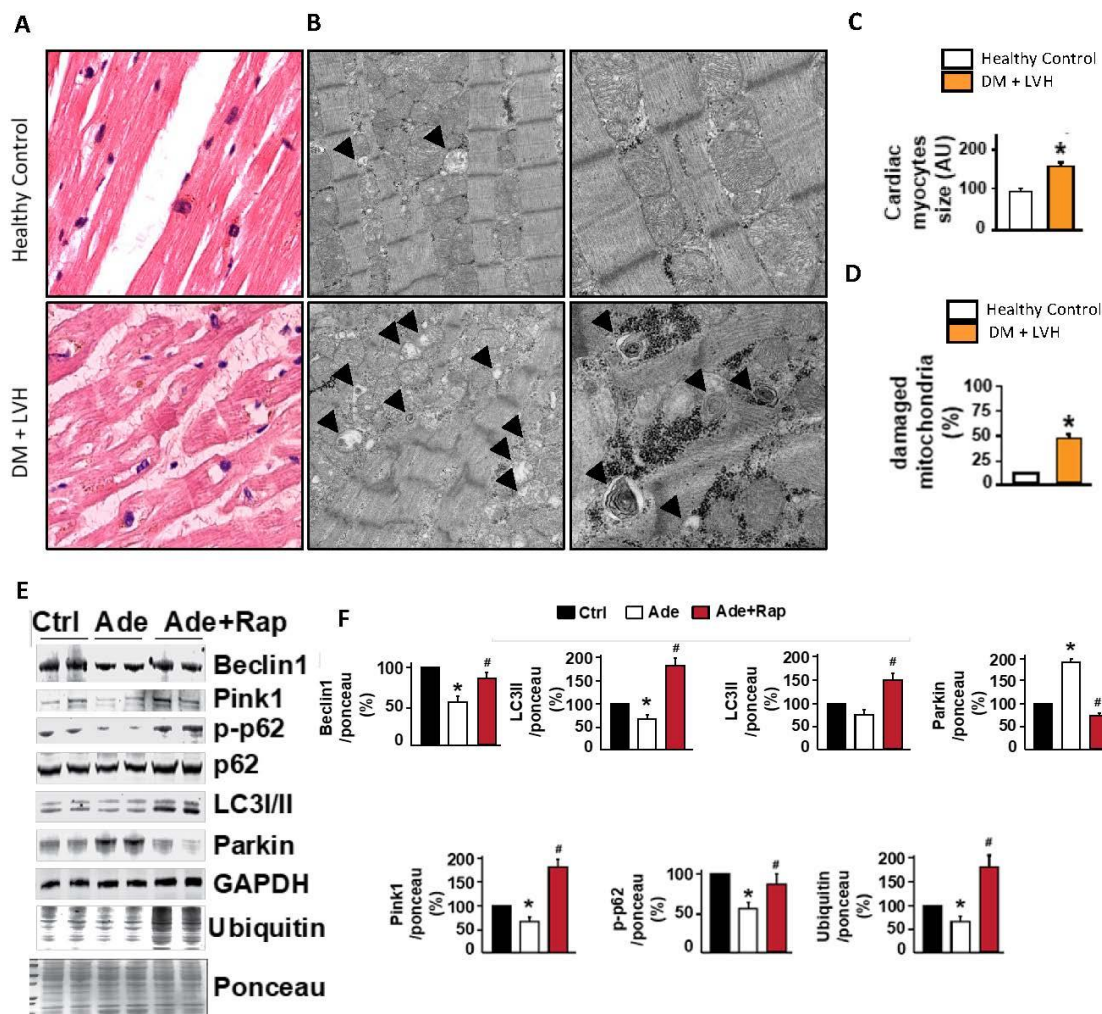 A
B
Healthy Control
DM + LVH
C
Healthy Control
DM + LVH
Cardiac
myocytes
size (AU)
200
100
0
*
D
Healthy Control
DM + LVH
damaged
mitochondria
(%)
100
75
50
25
0
*
E
Ctrl Ade Ade+Rap
Beclin1
Pink1
p-p62
p62
LC3I/II
Parkin
GAPDH
Ubiquitin
Ponceau
F
Ctrl Ade Ade+Rap
Beclin1
/ponceau
(%)
100
50
0
*
#
LC3II
/ponceau
(%)
200
150
100
50
0
*
#
LC3II
/ponceau
(%)
200
150
100
50
0
#
Parkin
/ponceau
(%)
200
150
100
50
0
*
#
Pink1
/ponceau
(%)
200
150
100
50
0
*
#
p-p62
/ponceau
(%)
100
50
0
*
#
Ubiquitin
/ponceau
(%)
200
150
100
50
0
*
#